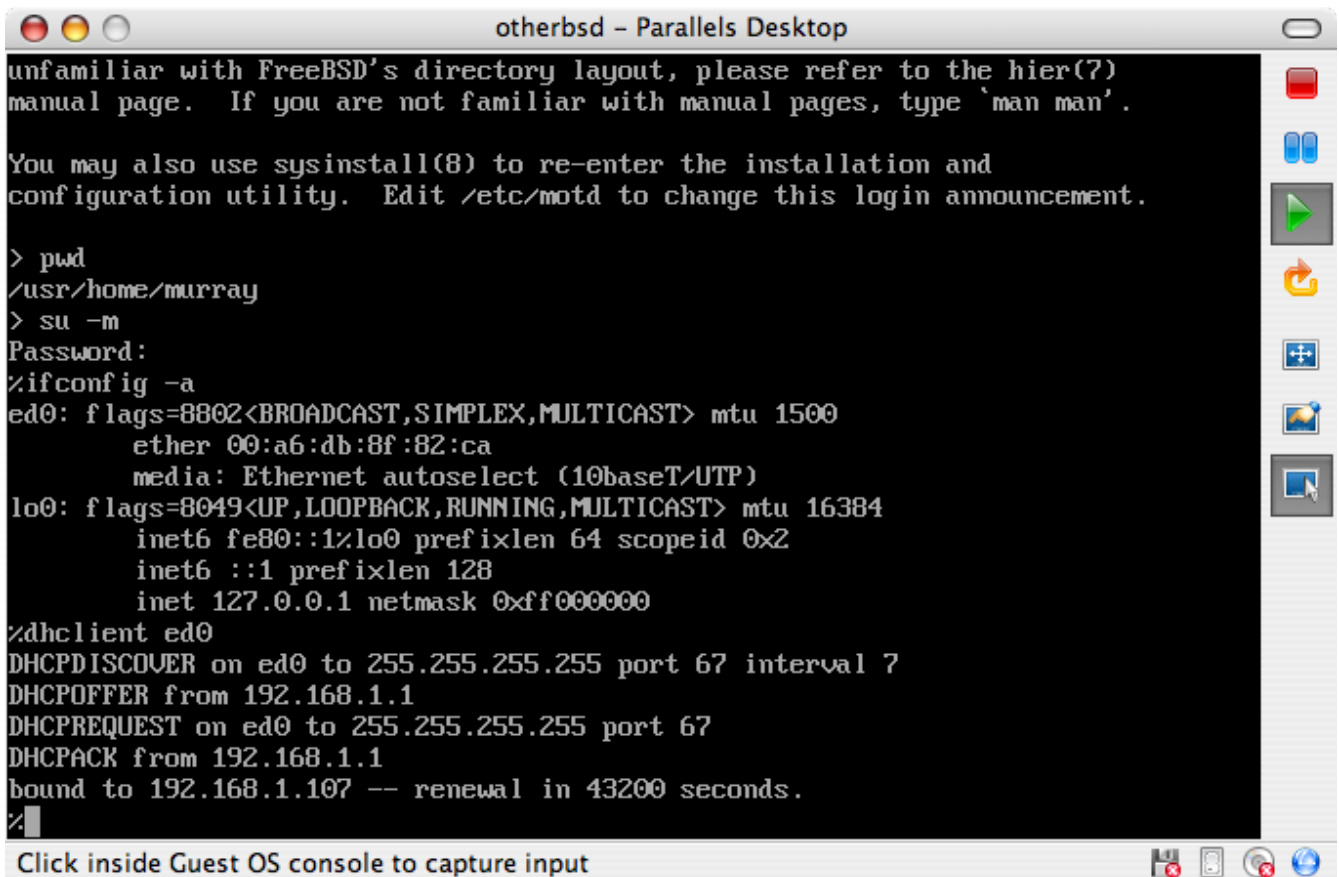 otherbsd – Parallels Desktop
unfamiliar with FreeBSD's directory layout, please refer to the hier(7)
manual page.  If you are not familiar with manual pages, type `man man'.
You may also use sysinstall(8) to re-enter the installation and
configuration utility.  Edit /etc/motd to change this login announcement.
> pwd
/usr/home/murray
> su -m
Password:
%ifconfig -a
ed0: flags=8802<BROADCAST,SIMPLEX,MULTICAST> mtu 1500
        ether 00:a6:db:8f:82:ca
        media: Ethernet autoselect (10baseT/UTP)
lo0: flags=8049<UP,LOOPBACK,RUNNING,MULTICAST> mtu 16384
        inet6 fe80::1%lo0 prefixlen 64 scopeid 0x2
        inet6 ::1 prefixlen 128
        inet 127.0.0.1 netmask 0xff000000
%dhclient ed0
DHCPDISCOVER on ed0 to 255.255.255.255 port 67 interval 7
DHCPOFFER from 192.168.1.1
DHCPREQUEST on ed0 to 255.255.255.255 port 67
DHCPACK from 192.168.1.1
bound to 192.168.1.107 -- renewal in 43200 seconds.
%
Click inside Guest OS console to capture input